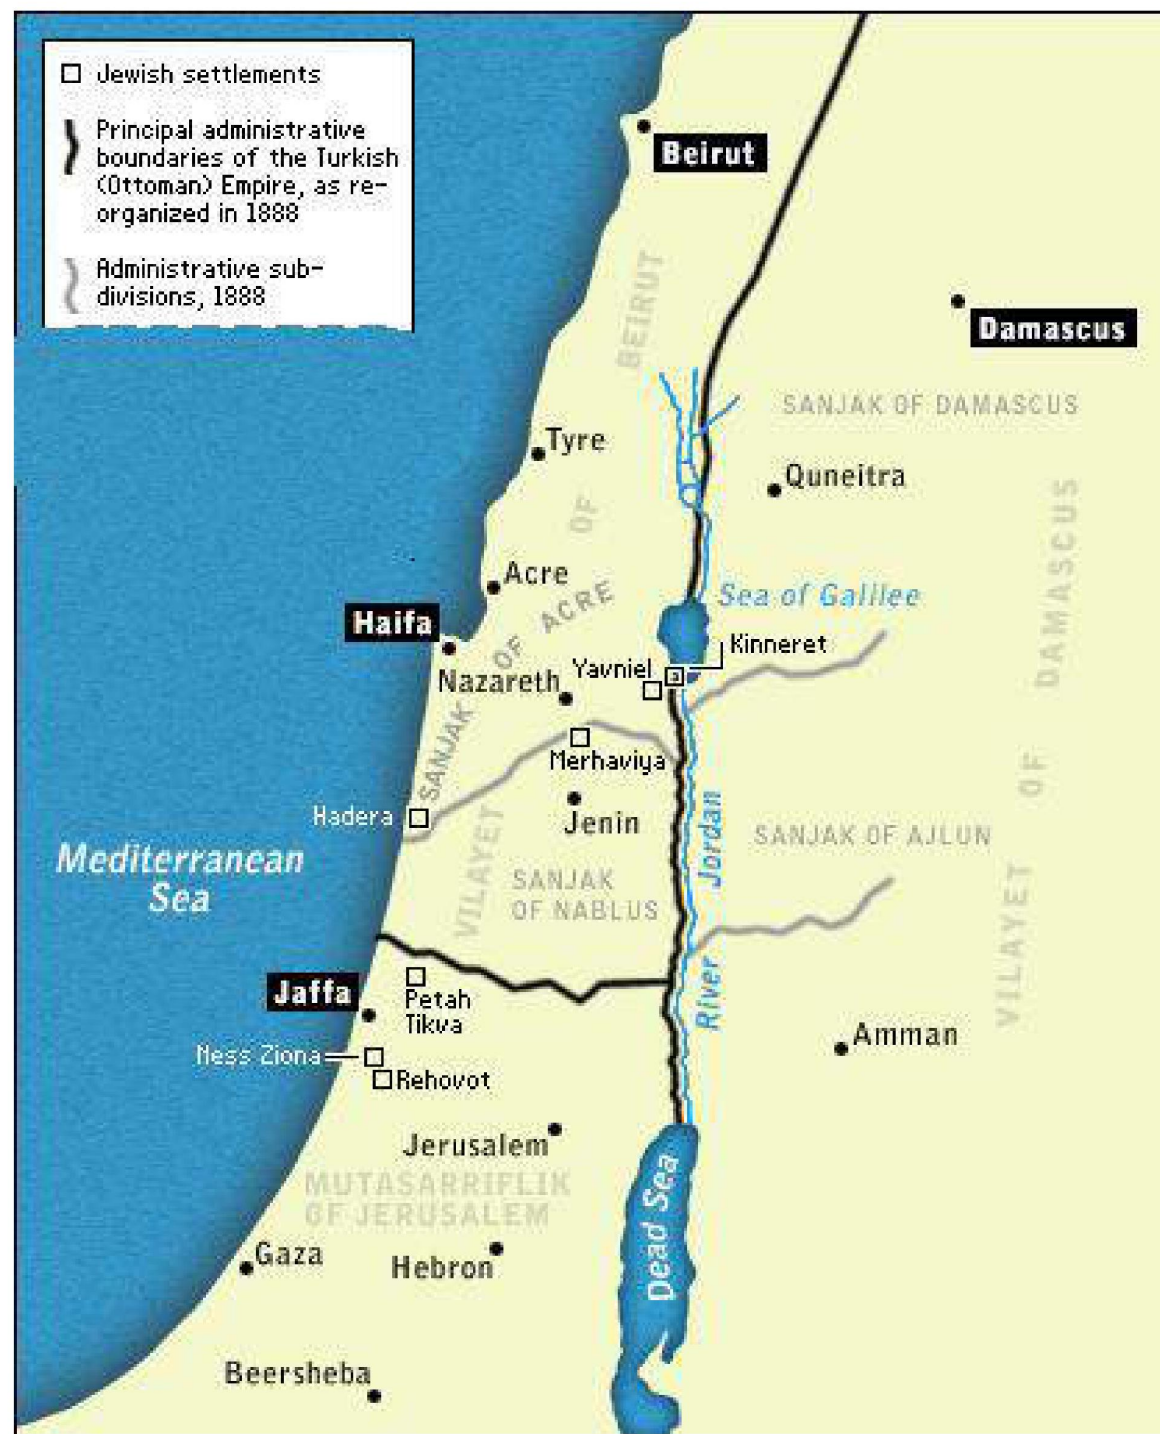 Jewish settlements
Principal administrative
boundaries of the Turkish
(Ottoman) Empire, as re-
organized in 1888
Administrative sub-
divisions, 1888
Beirut
Damascus
BEIRUT
SANJAK OF DAMASCUS
Tyre
Quneitra
OF
DAMASCUS
Acre
Sea of Galilee
Haifa
SANJAK OF ACRE
Kinneret
Yavniel
Nazareth
Merhaviya
Hadera
Jenin
OF
River Jordan
SANJAK OF AJLUN
Mediterranean
Sea
VILAYET
SANJAK
OF NABLUS
VILAYET
Jaffa
Petah
Tikva
Amman
Ness Ziona
Rehovot
Jerusalem
MUTASARRIFLIK
OF JERUSALEM
Dead Sea
Gaza
Hebron
Beersheba